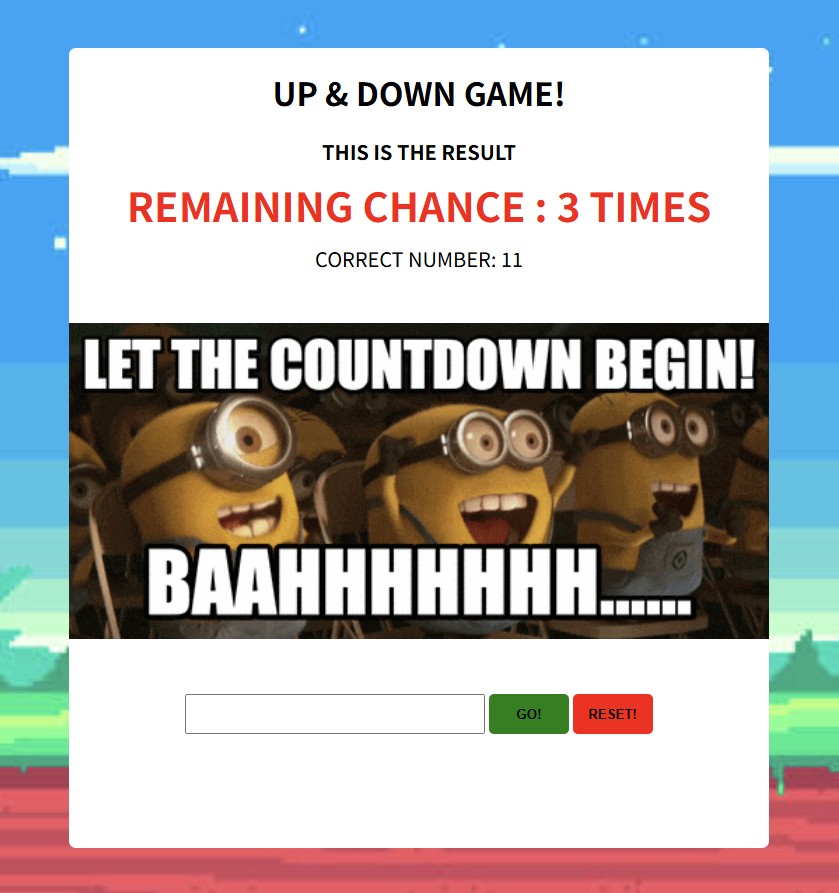 UP & DOWN GAME!
THIS IS THE RESULT
REMAINING CHANCE : 3 TIMES
CORRECT NUMBER: 11
LET THE COUNTDOWN BEGIN!
BAAHHHHHHHH......
GO! RESET!